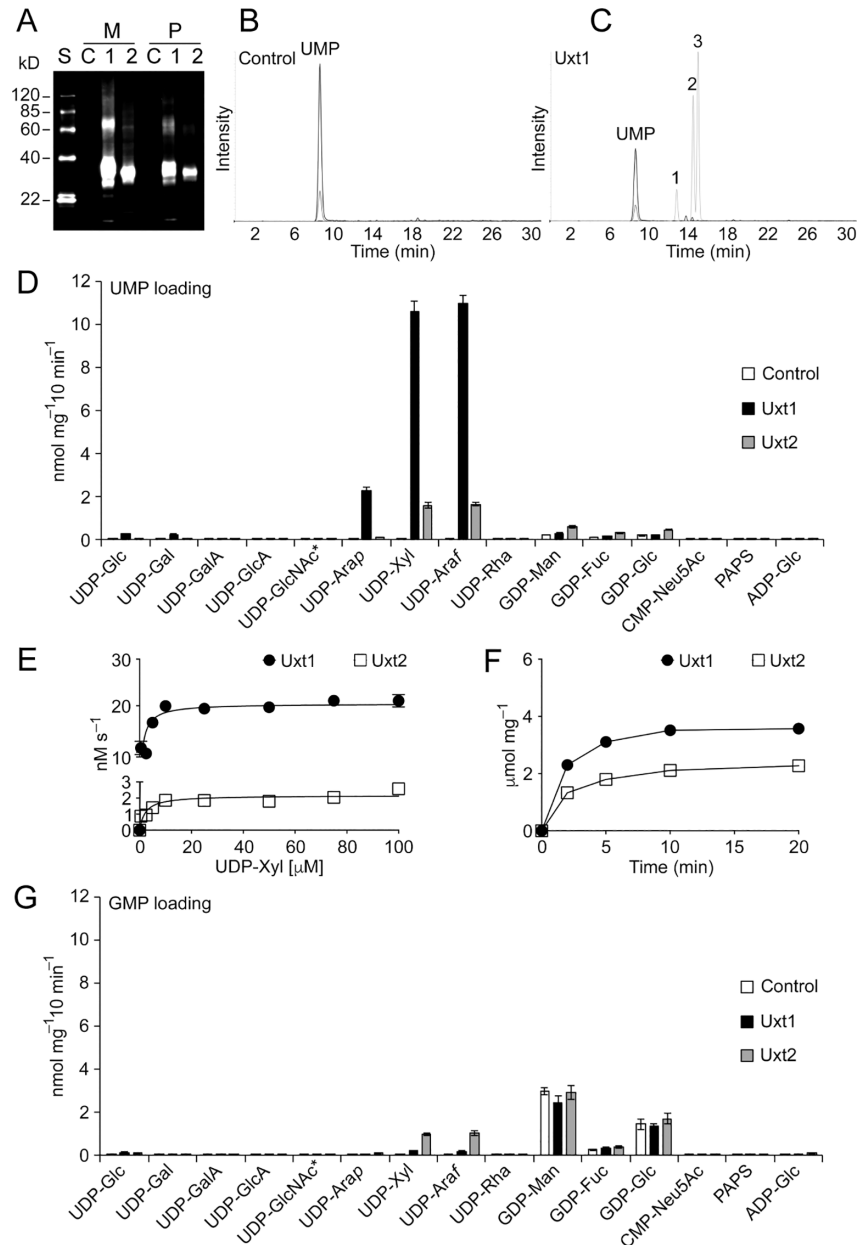 A
M P
kD S C 1 2 C 1 2
120
85
60
40
22
B
Control
UMP
Intensity
2 6 10 14 18 22 26 30
Time (min)
C
Uxt1
UMP
1
2
3
Intensity
2 6 10 14 18 22 26 30
Time (min)
D
UMP loading
nmol mg⁻¹10 min⁻¹
12
10
8
6
4
2
0
Control
Uxt1
Uxt2
UDP-Glc
UDP-Gal
UDP-GalA
UDP-GlcA
UDP-GlcNAc*
UDP-Arap
UDP-Xyl
UDP-Araf
UDP-Rha
GDP-Man
GDP-Fuc
GDP-Glc
CMP-Neu5Ac
PAPS
ADP-Glc
E
Uxt1 Uxt2
nM s⁻¹
30
20
10
3
2
1
0
0 20 40 60 80 100
UDP-Xyl [µM]
F
Uxt1 Uxt2
µmol mg⁻¹
6
4
2
0
0 5 10 15 20
Time (min)
G
GMP loading
nmol mg⁻¹10 min⁻¹
12
10
8
6
4
2
0
Control
Uxt1
Uxt2
UDP-Glc
UDP-Gal
UDP-GalA
UDP-GlcA
UDP-GlcNAc*
UDP-Arap
UDP-Xyl
UDP-Araf
UDP-Rha
GDP-Man
GDP-Fuc
GDP-Glc
CMP-Neu5Ac
PAPS
ADP-Glc